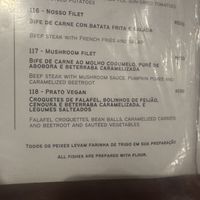 116 - Nosso Filet
Bife de carne com batata frita e salada
Beef steak with French fries and salad
117 - Mushroom Filet
Bife de carne ao molho cogumelo, purê de
abobora e beterraba caramelizada
Beef steak with mushroom sauce, pumpkin puree and
caramelized beetroot
118 - Prato Vegan
Croquetes de falafel, bolinhos de feijão,
cenoura e beterraba caramelizada, e
legumes salteados
Falafel croquettes, bean balls, caramelized carrots
and beetroot and sauteed vegetables
Todos os peixes levam farinha de trigo em sua preparação
All fishes are prepared with flour.